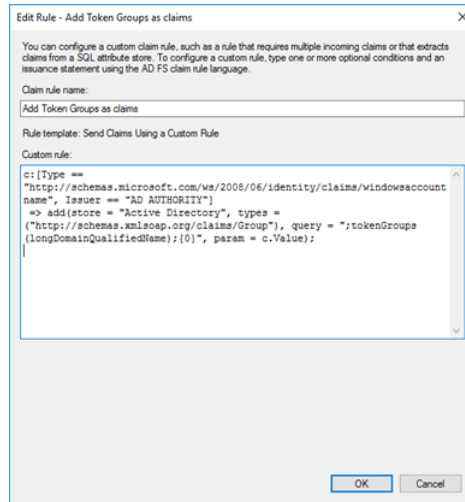 Edit Rule - Add Token Groups as claims
You can configure a custom claim rule, such as a rule that requires multiple incoming claims or that extracts
claims from a SQL attribute store. To configure a custom rule, type one or more optional conditions and an
issuance statement using the AD FS claim rule language.
Claim rule name:
Add Token Groups as claims
Rule template: Send Claims Using a Custom Rule
Custom rule:
c:[Type ==
"http://schemas.microsoft.com/ws/2008/06/identity/claims/windowsaccount
name", Issuer == "AD AUTHORITY"]
=> add(store = "Active Directory", types =
("http://schemas.xmlsoap.org/claims/Group"), query = ";tokenGroups
(longDomainQualifiedName);{0}", param = c.Value);
OK
Cancel